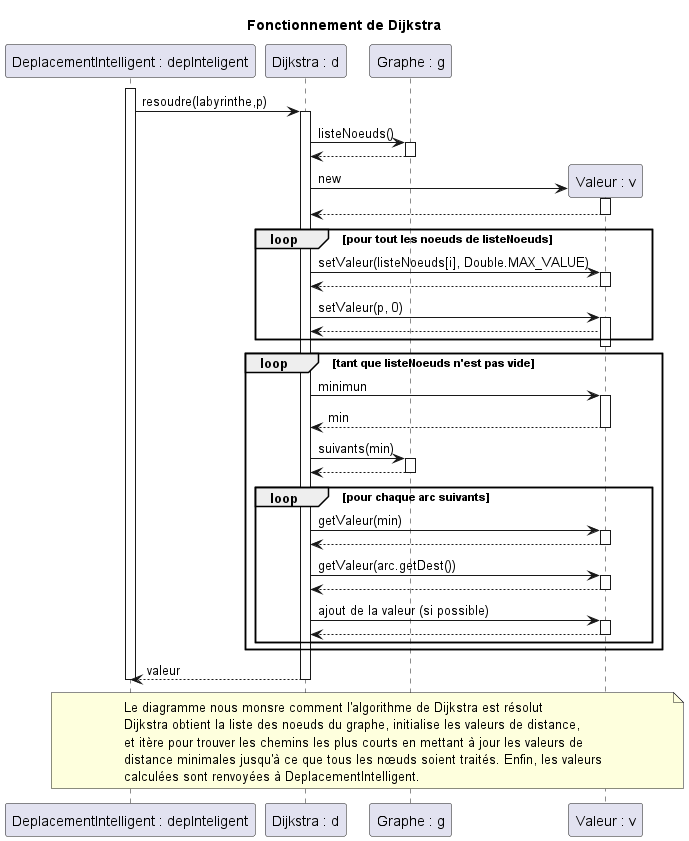 Fonctionnement de Dijkstra
DeplacementIntelligent : depInteligent
Dijkstra : d
Graphe : g
resoudre(labyrinthe,p)
listeNoeuds()
new
Valeur : v
loop [pour tout les noeuds de listeNoeuds]
setValeur(listeNoeuds[i], Double.MAX_VALUE)
setValeur(p, 0)
loop [tant que listeNoeuds n'est pas vide]
minimun
min
suivants(min)
loop [pour chaque arc suivants]
getValeur(min)
getValeur(arc.getDest())
ajout de la valeur (si possible)
valeur
Le diagramme nous monsre comment l'algorithme de Dijkstra est résolut
Dijkstra obtient la liste des noeuds du graphe, initialise les valeurs de distance,
et itère pour trouver les chemins les plus courts en mettant à jour les valeurs de
distance minimales jusqu'à ce que tous les nœuds soient traités. Enfin, les valeurs
calculées sont renvoyées à DeplacementIntelligent.
DeplacementIntelligent : depInteligent
Dijkstra : d
Graphe : g
Valeur : v